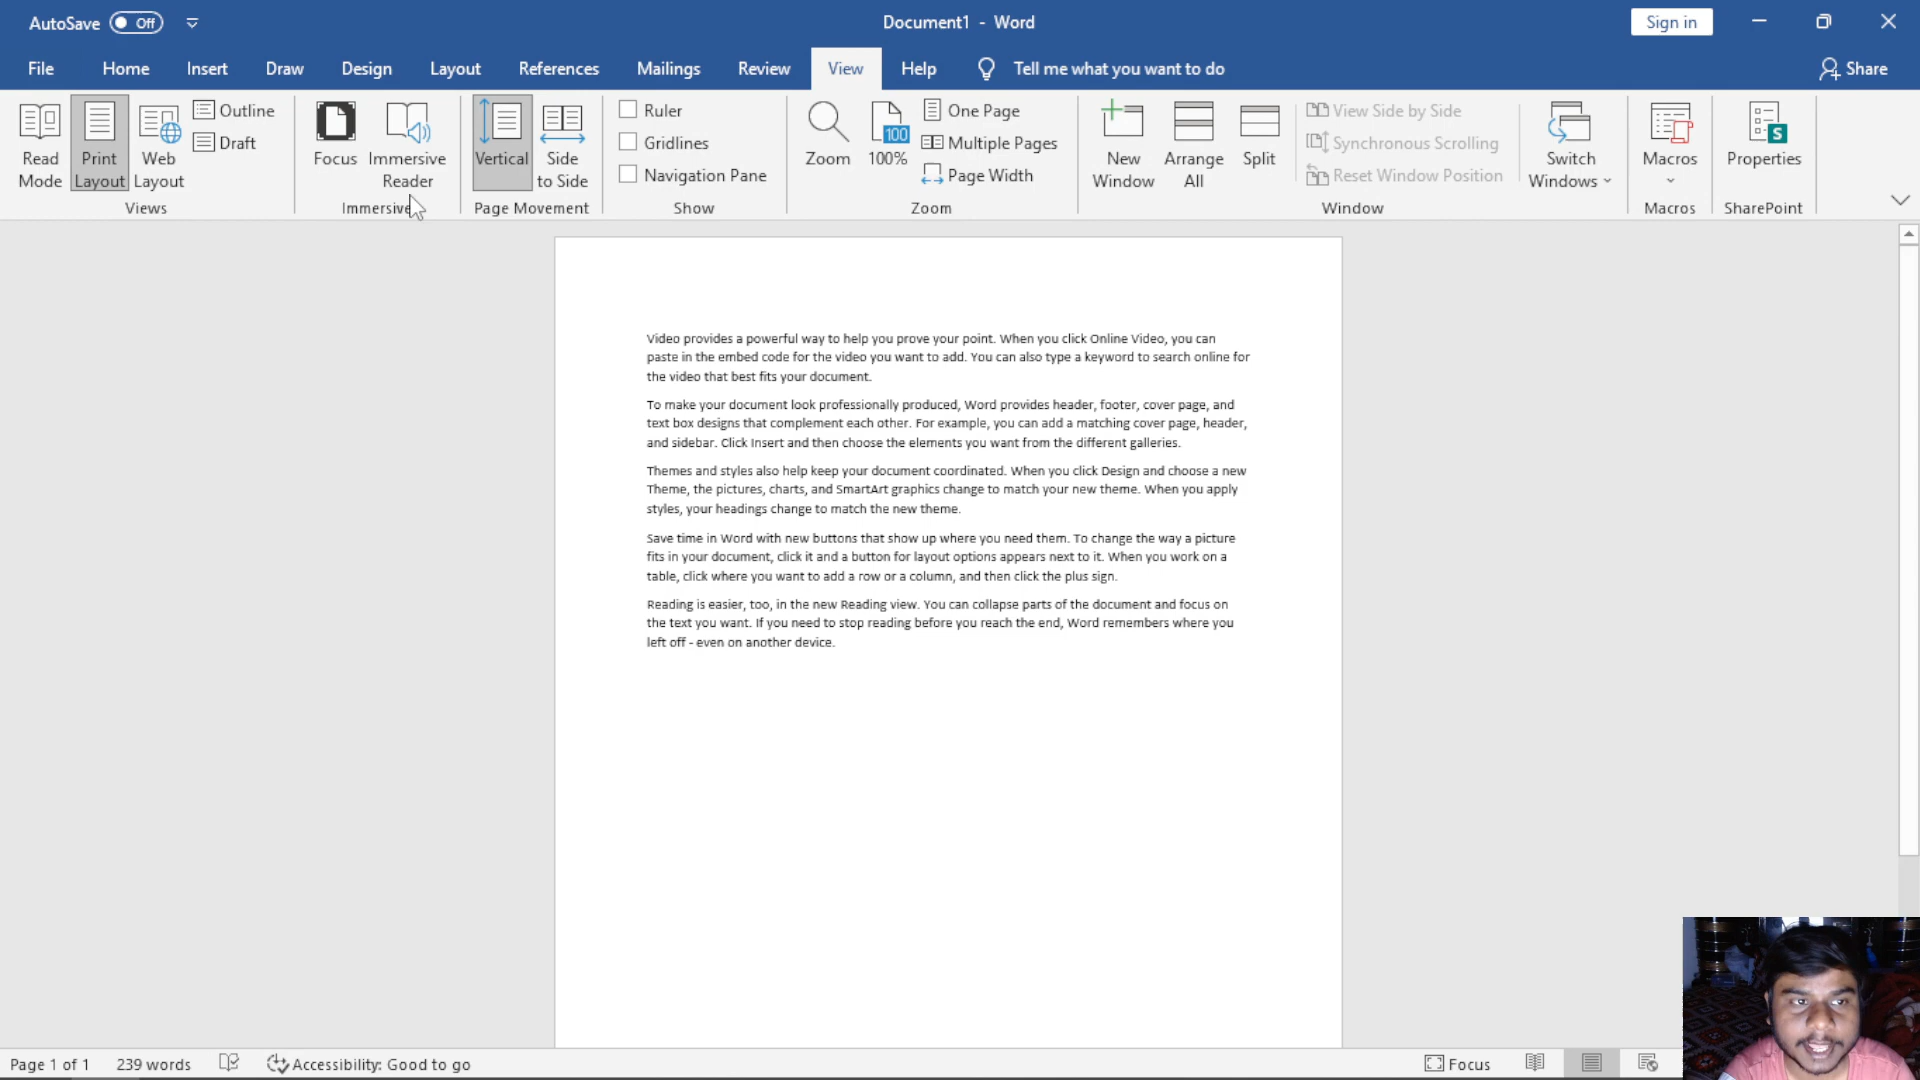 AutoSave Off Document1 - Word Sign in
File Home Insert Draw Design Layout References Mailings Review View Help Tell me what you want to do Share
Read Mode
Print Layout
Web Layout
Outline
Draft
Views
Focus
Immersive Reader
Immersive
Vertical
Side to Side
Page Movement
Ruler
Gridlines
Navigation Pane
Show
Zoom
100
100%
One Page
Multiple Pages
Page Width
Zoom
New Window
Arrange All
Split
View Side by Side
Synchronous Scrolling
Reset Window Position
Switch Windows
Window
Macros
Macros
S
Properties
SharePoint
Video provides a powerful way to help you prove your point. When you click Online Video, you can
paste in the embed code for the video you want to add. You can also type a keyword to search online for
the video that best fits your document.
To make your document look professionally produced, Word provides header, footer, cover page, and
text box designs that complement each other. For example, you can add a matching cover page, header,
and sidebar. Click Insert and then choose the elements you want from the different galleries.
Themes and styles also help keep your document coordinated. When you click Design and choose a new
Theme, the pictures, charts, and SmartArt graphics change to match your new theme. When you apply
styles, your headings change to match the new theme.
Save time in Word with new buttons that show up where you need them. To change the way a picture
fits in your document, click it and a button for layout options appears next to it. When you work on a
table, click where you want to add a row or a column, and then click the plus sign.
Reading is easier, too, in the new Reading view. You can collapse parts of the document and focus on
the text you want. If you need to stop reading before you reach the end, Word remembers where you
left off - even on another device.
Page 1 of 1 239 words Accessibility: Good to go Focus